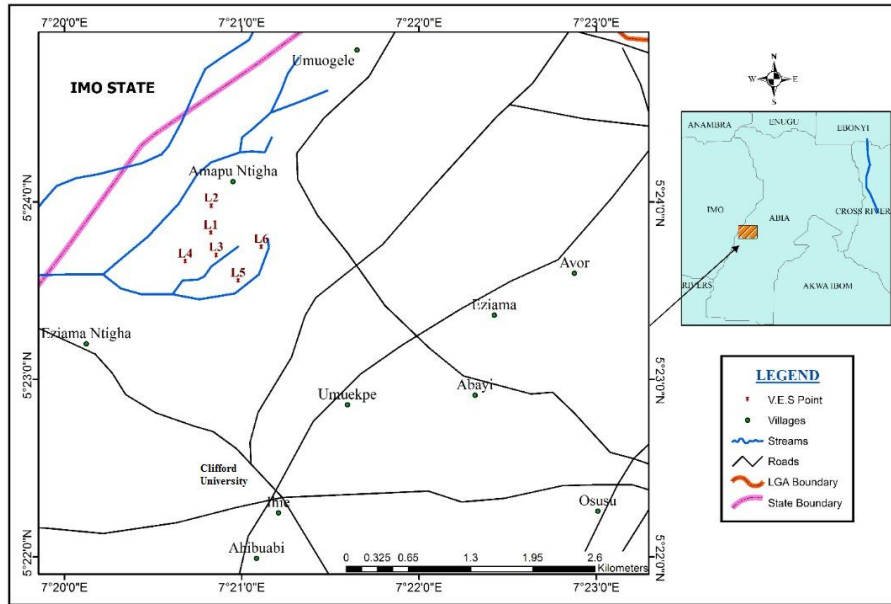 7°20'0"E
7°21'0"E
7°22'0"E
7°23'0"E
Umuogele
IMO STATE
N
W E
S
5°24'0"N
Amapu Ntigha
L2
L1
L6
L4
L3
L5
Avor
Eziama
Eziama Ntigha
5°23'0"N
Umuekpe
Abayi
Clifford
University
Ihie
Osusu
Ahibuabi
5°22'0"N
0 0.325 0.65 1.3 1.95 2.6
Kilometers
7°20'0"E
7°21'0"E
7°22'0"E
7°23'0"E
5°24'0"N
5°23'0"N
5°22'0"N
ANAMBRA
ENUGU
EBONYI
IMO
ABIA
CROSS RIVER
RIVERS
AKWA IBOM
LEGEND
V.E.S Point
Villages
Streams
Roads
LGA Boundary
State Boundary